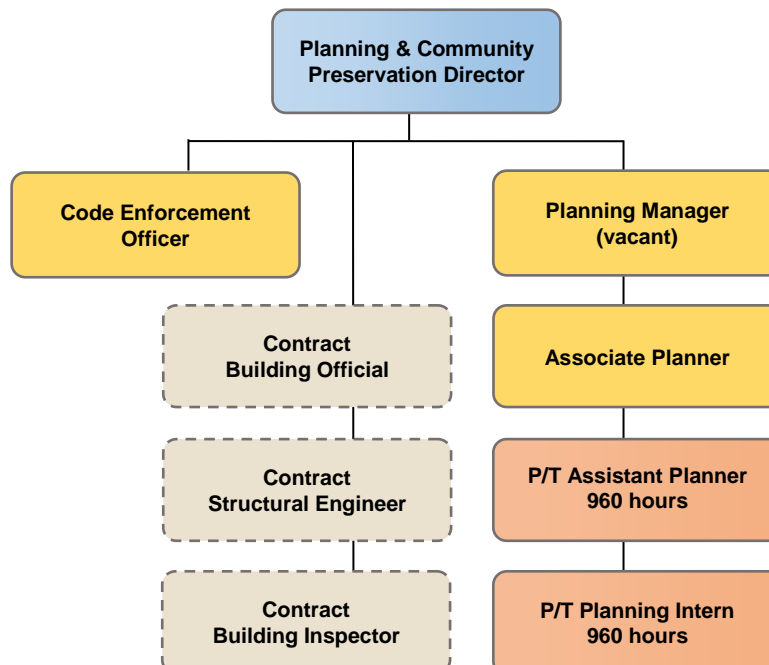 Planning & Community
Preservation Director
Code Enforcement
Officer
Planning Manager
(vacant)
Contract
Building Official
Associate Planner
Contract
Structural Engineer
P/T Assistant Planner
960 hours
Contract
Building Inspector
P/T Planning Intern
960 hours